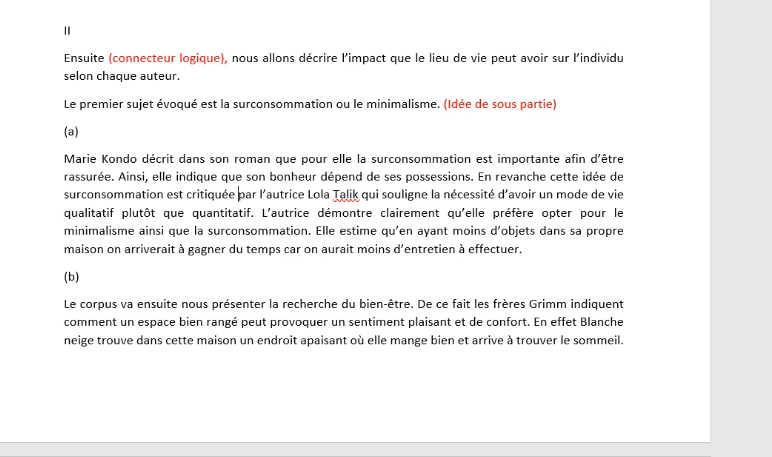 II
Ensuite (connecteur logique), nous allons décrire l’impact que le lieu de vie peut avoir sur l’individu
selon chaque auteur.
Le premier sujet évoqué est la surconsommation ou le minimalisme. (Idée de sous partie)
(a)
Marie Kondo décrit dans son roman que pour elle la surconsommation est importante afin d’être
rassurée. Ainsi, elle indique que son bonheur dépend de ses possessions. En revanche cette idée de
surconsommation est critiquée par l’autrice Lola Talik qui souligne la nécessité d’avoir un mode de vie
qualitatif plutôt que quantitatif. L’autrice démontre clairement qu’elle préfère opter pour le
minimalisme ainsi que la surconsommation. Elle estime qu’en ayant moins d’objets dans sa propre
maison on arriverait à gagner du temps car on aurait moins d’entretien à effectuer.
(b)
Le corpus va ensuite nous présenter la recherche du bien-être. De ce fait les frères Grimm indiquent
comment un espace bien rangé peut provoquer un sentiment plaisant et de confort. En effet Blanche
neige trouve dans cette maison un endroit apaisant où elle mange bien et arrive à trouver le sommeil.